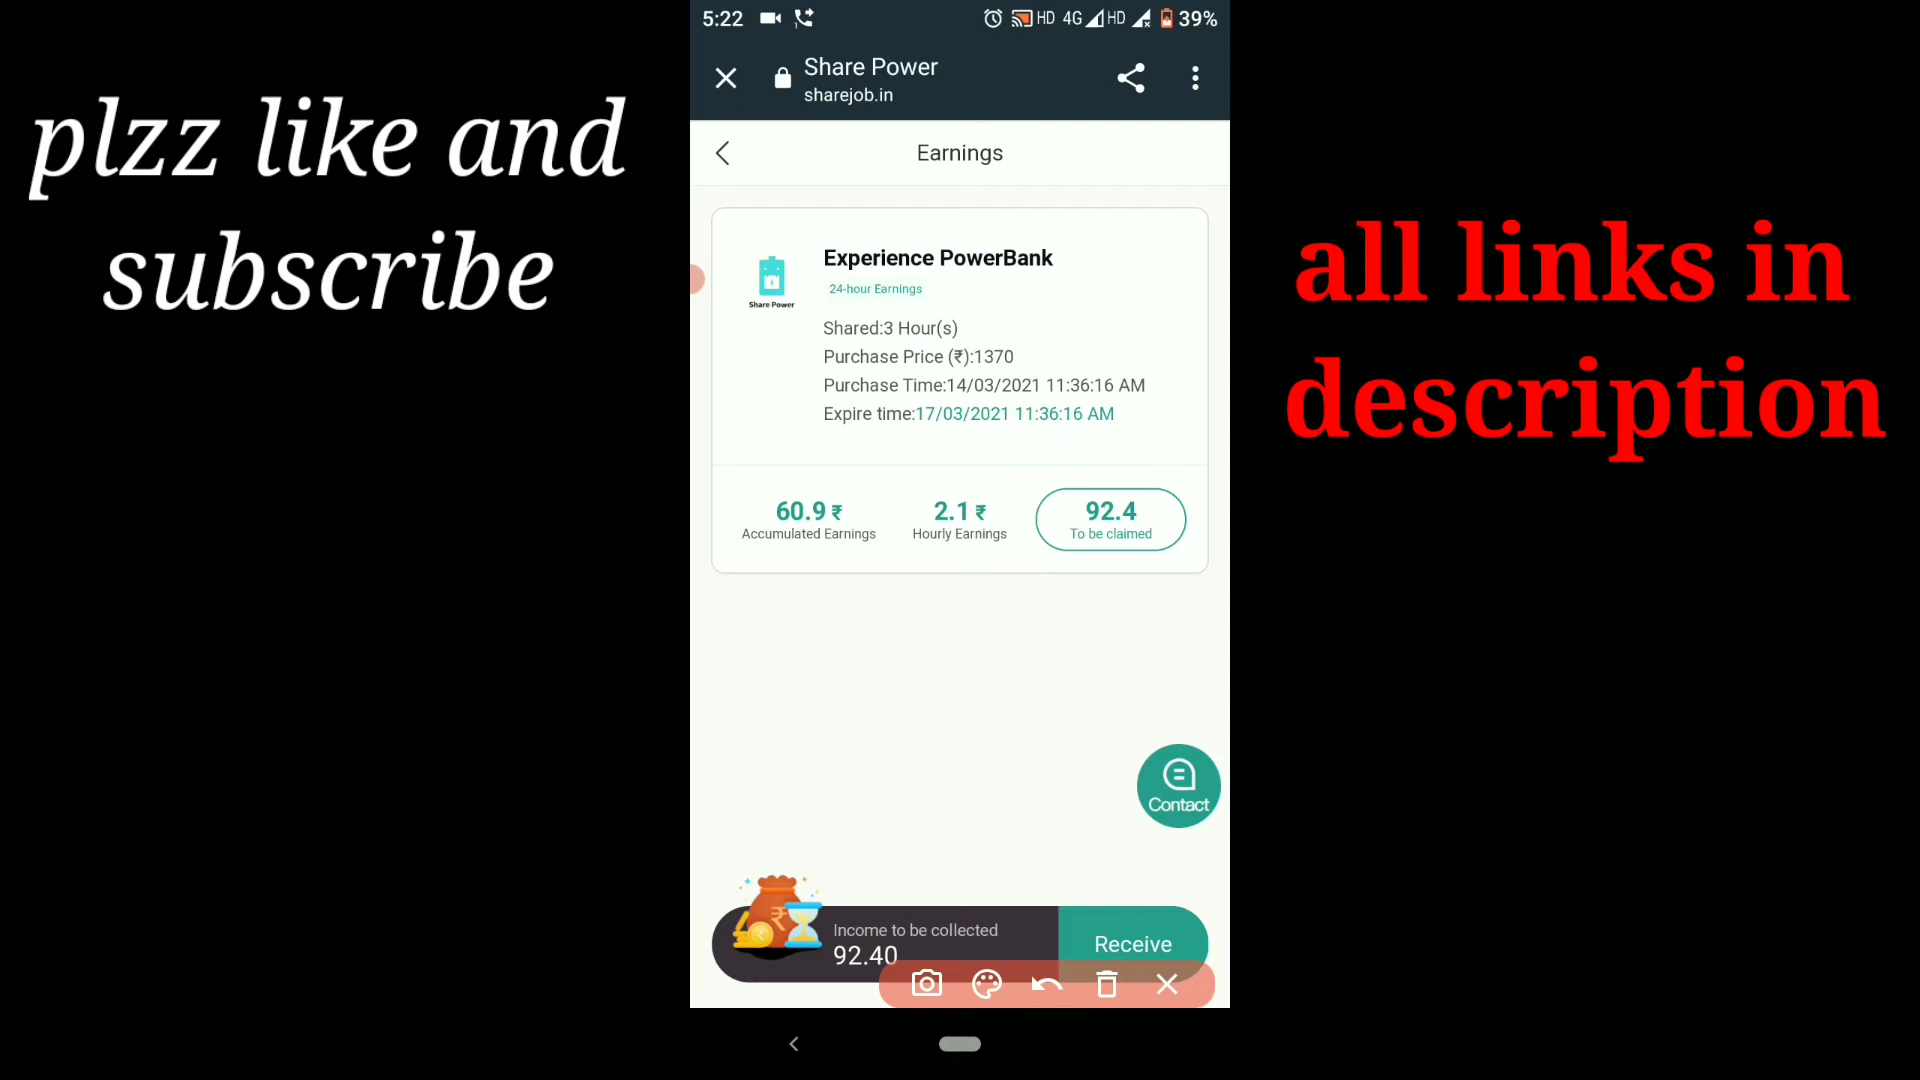 plzz like and
subscribe
all links in
description
5:22
HD 4G HD 39%
Share Power
sharejob.in
Earnings
Experience PowerBank
24-hour Earnings
Share Power
Shared:3 Hour(s)
Purchase Price (₹):1370
Purchase Time:14/03/2021 11:36:16 AM
Expire time:17/03/2021 11:36:16 AM
60.9 ₹ 2.1 ₹ 92.4
Accumulated Earnings Hourly Earnings To be claimed
Contact
Income to be collected
92.40
Receive